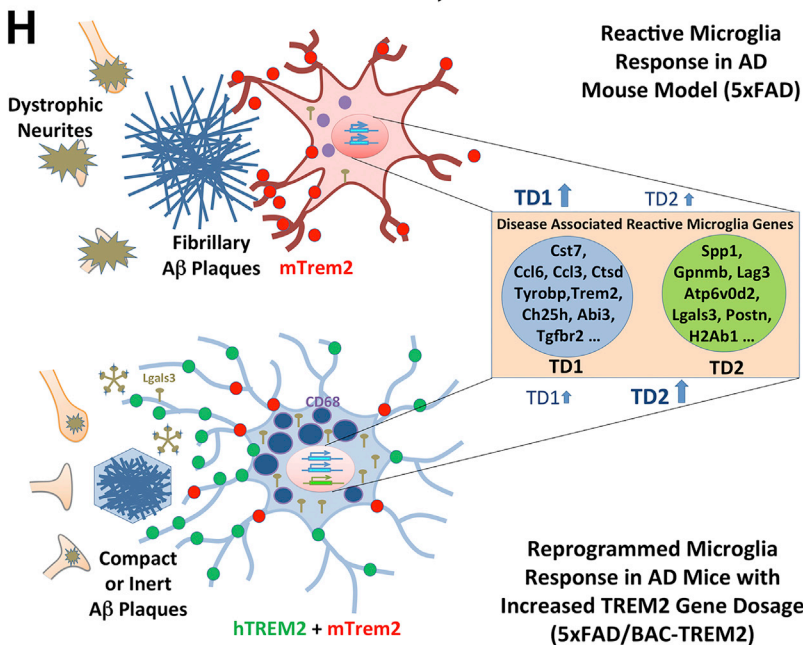 H
Reactive Microglia
Response in AD
Mouse Model (5xFAD)
Dystrophic
Neurites
Fibrillary
Aβ Plaques
mTrem2
TD1
TD2
Disease Associated Reactive Microglia Genes
Cst7,
Ccl6, Ccl3, Ctsd
Tyrobp,Trem2,
Ch25h, Abi3,
Tgfbr2 ...
TD1
Spp1,
Gpnmb, Lag3
Atp6v0d2,
Lgals3, Postn,
H2Ab1 ...
TD2
TD1
TD2
Lgals3
CD68
Compact
or Inert
Aβ Plaques
hTREM2 + mTrem2
Reprogrammed Microglia
Response in AD Mice with
Increased TREM2 Gene Dosage
(5xFAD/BAC-TREM2)